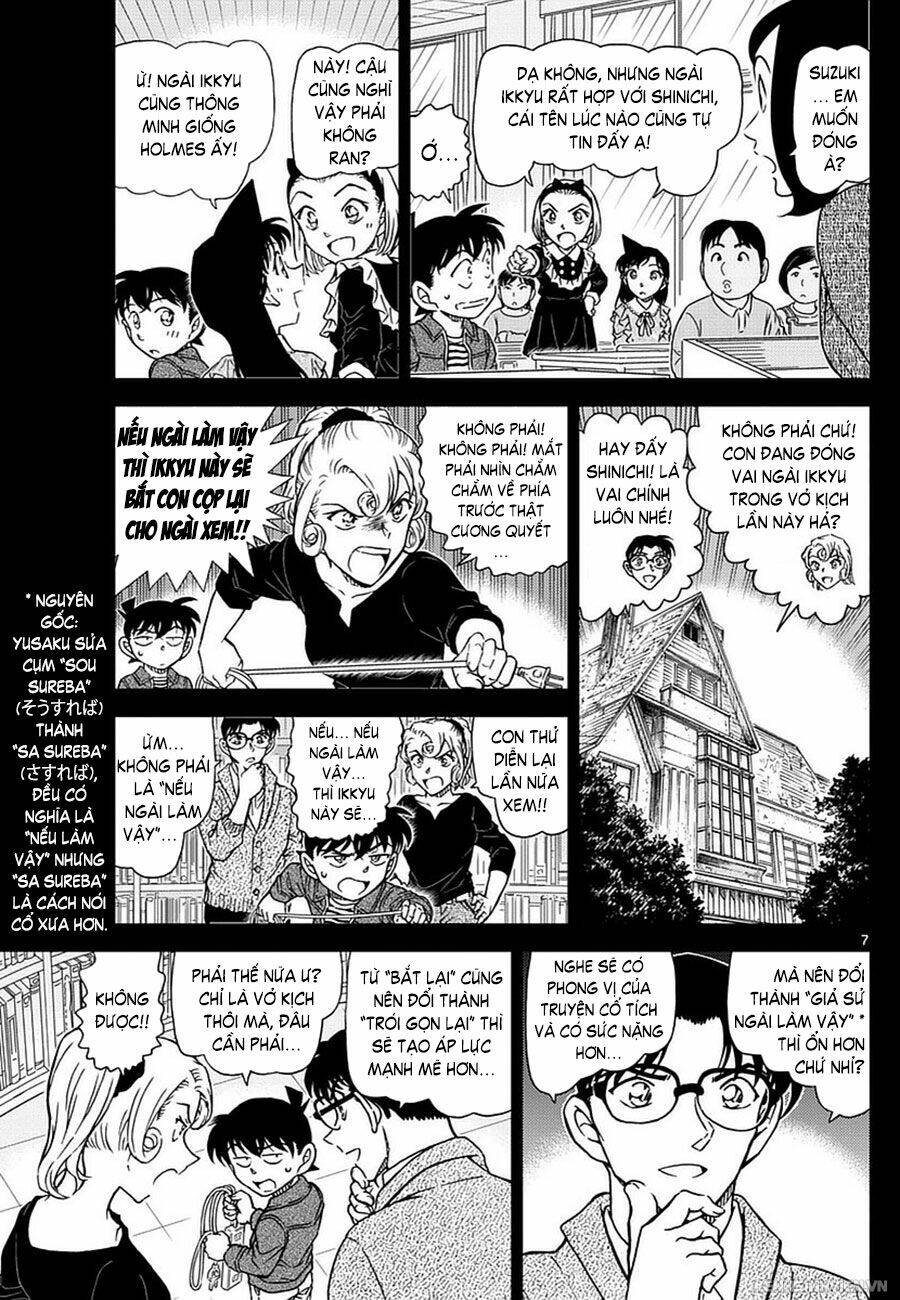 SUZUKI
... EM
MUỐN
ĐÓNG
À?
DẠ KHÔNG, NHƯNG NGÀI
IKKYU RẤT HỢP VỚI SHINICHI,
CÁI TÊN LÚC NÀO CŨNG TỰ
TIN ĐẤY Ạ!
Ớ...
NÀY! CẬU
CŨNG NGHĨ
VẬY PHẢI
KHÔNG
RAN?
Ừ! NGÀI IKKYU
CŨNG THÔNG
MINH GIỐNG
HOLMES ẤY!
KHÔNG PHẢI CHỨ!
CON ĐANG ĐÓNG
VAI NGÀI IKKYU
TRONG VỞ KỊCH
LẦN NÀY HẢ?
HAY ĐẤY
SHINICHI! LÀ
VAI CHÍNH
LUÔN NHÉ!
KHÔNG PHẢI!
KHÔNG PHẢI! MẮT
PHẢI NHÌN CHẰM
CHẰM VỀ PHÍA
TRƯỚC THẬT
CƯƠNG QUYẾT
...
NẾU NGÀI LÀM VẬY
THÌ IKKYU NÀY SẼ
BẮT CON CỌP LẠI
CHO NGÀI XEM!!
CON THỬ
DIỄN LẠI
LẦN NỮA
XEM!!
NẾU... NẾU
NGÀI LÀM
VẬY...
THÌ IKKYU
NÀY SẼ...
ỪM...
KHÔNG PHẢI
LÀ "NẾU
NGÀI LÀM
VẬY"...
* NGUYÊN
GỐC:
YUSAKU SỬA
CỤM "SOU
SUREBA"
(そうすれば)
THÀNH
"SA SUREBA"
(さすれば),
ĐỀU CÓ
NGHĨA LÀ
"NẾU LÀM
VẬY" NHƯNG
"SA SUREBA"
LÀ CÁCH NÓI
CỔ XƯA HƠN.
7
MÀ NÊN ĐỔI
THÀNH "GIẢ SỬ
NGÀI LÀM VẬY" *
THÌ ỔN HƠN
CHỨ NHỈ?
NGHE SẼ CÓ
PHONG VỊ CỦA
TRUYỆN CỔ TÍCH
VÀ CÓ SỨC NẶNG
HƠN...
TỪ "BẮT LẠI" CŨNG
NÊN ĐỔI THÀNH
"TRÓI GỌN LẠI" THÌ
SẼ TẠO ÁP LỰC
MẠNH MẼ HƠN...
PHẢI THẾ NỮA Ư?
CHỈ LÀ VỞ KỊCH
THÔI MÀ, ĐÂU
CẦN PHẢI...
KHÔNG
ĐƯỢC!!